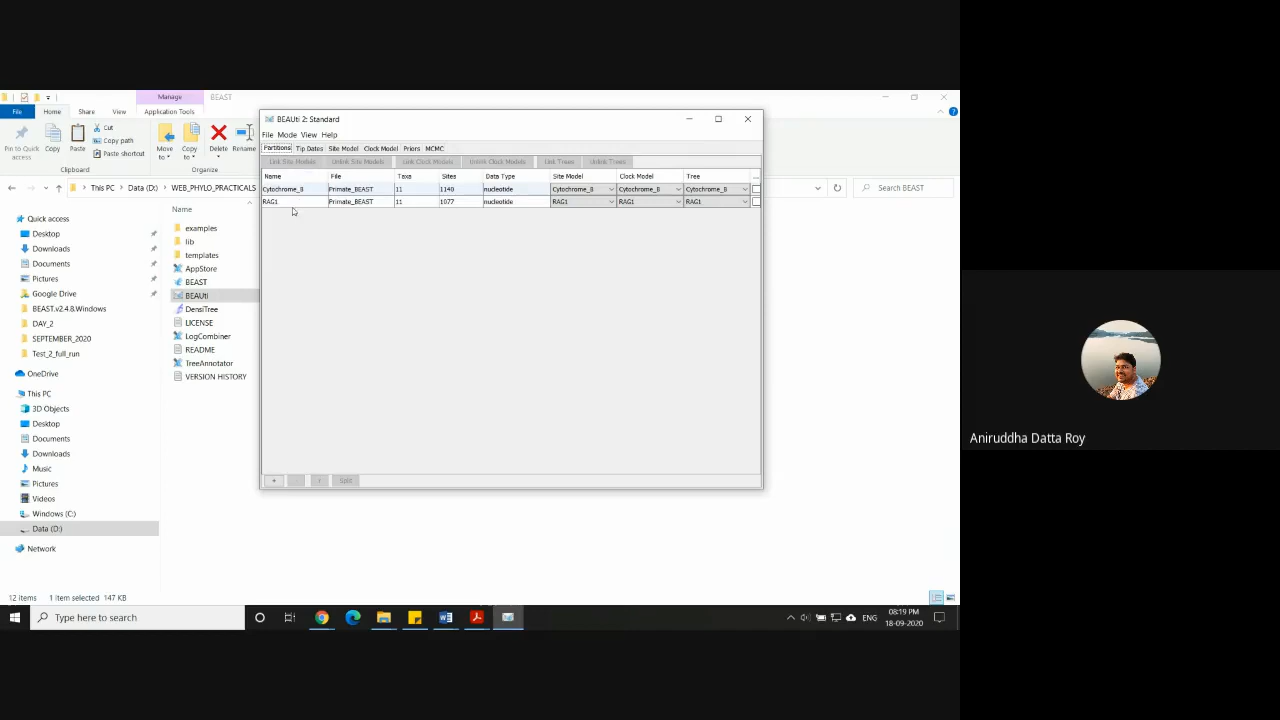 Manage BEAST
File Home Share View Application Tools
Pin to Quick access Copy Paste Cut Copy path Paste shortcut Move to Copy to Delete Rename
Clipboard Organize
This PC Data (D:) WEB_PHYLO_PRACTICALS Search BEAST
Quick access
Desktop
Downloads
Documents
Pictures
Google Drive
BEAST.v2.4.8.Windows
DAY_2
SEPTEMBER_2020
Test_2_full_run
OneDrive
This PC
3D Objects
Desktop
Documents
Downloads
Music
Pictures
Videos
Windows (C:)
Data (D:)
Network
Name
examples
lib
templates
AppStore
BEAST
BEAUti
DensiTree
LICENSE
LogCombiner
README
TreeAnnotator
VERSION HISTORY
BEAUti 2: Standard
File Mode View Help
Partitions Tip Dates Site Model Clock Model Priors MCMC
Link Site Models Unlink Site Models Link Clock Models Unlink Clock Models Link Trees Unlink Trees
Name File Taxa Sites Data Type Site Model Clock Model Tree ...
Cytochrome_B Primate_BEAST 11 1140 nucleotide Cytochrome_B Cytochrome_B Cytochrome_B
RAG1 Primate_BEAST 11 1077 nucleotide RAG1 RAG1 RAG1
+ - r Split
12 items 1 item selected 147 KB
Type here to search
ENG
08:19 PM
18-09-2020
Aniruddha Datta Roy